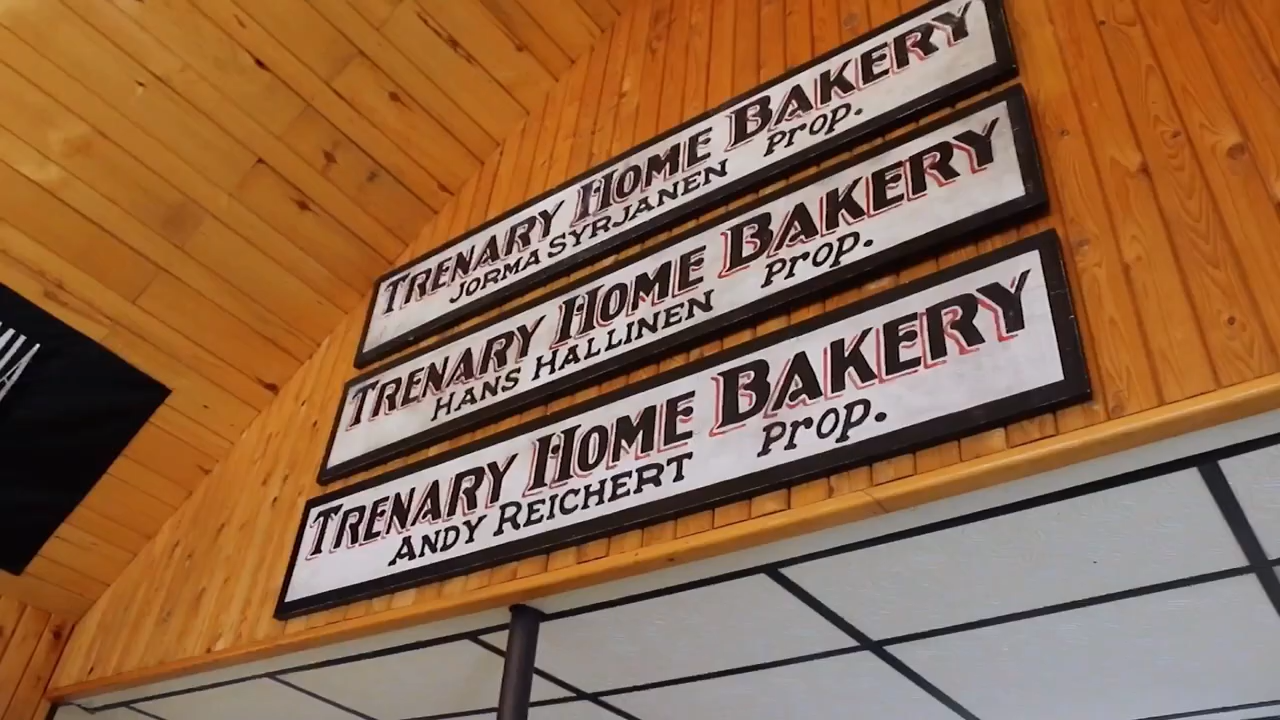 TRENARY HOME BAKERY
JORMA SYRJANEN Prop.
TRENARY HOME BAKERY
HANS HALLINEN Prop.
TRENARY HOME BAKERY
ANDY REICHERT Prop.